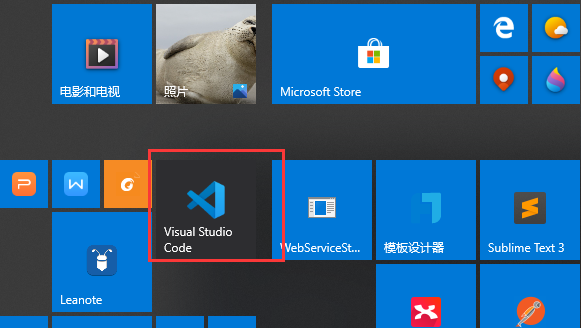 电影和电视
照片
Microsoft Store
Visual Studio
Code
WebServiceSt...
模板设计器
Sublime Text 3
Leanote